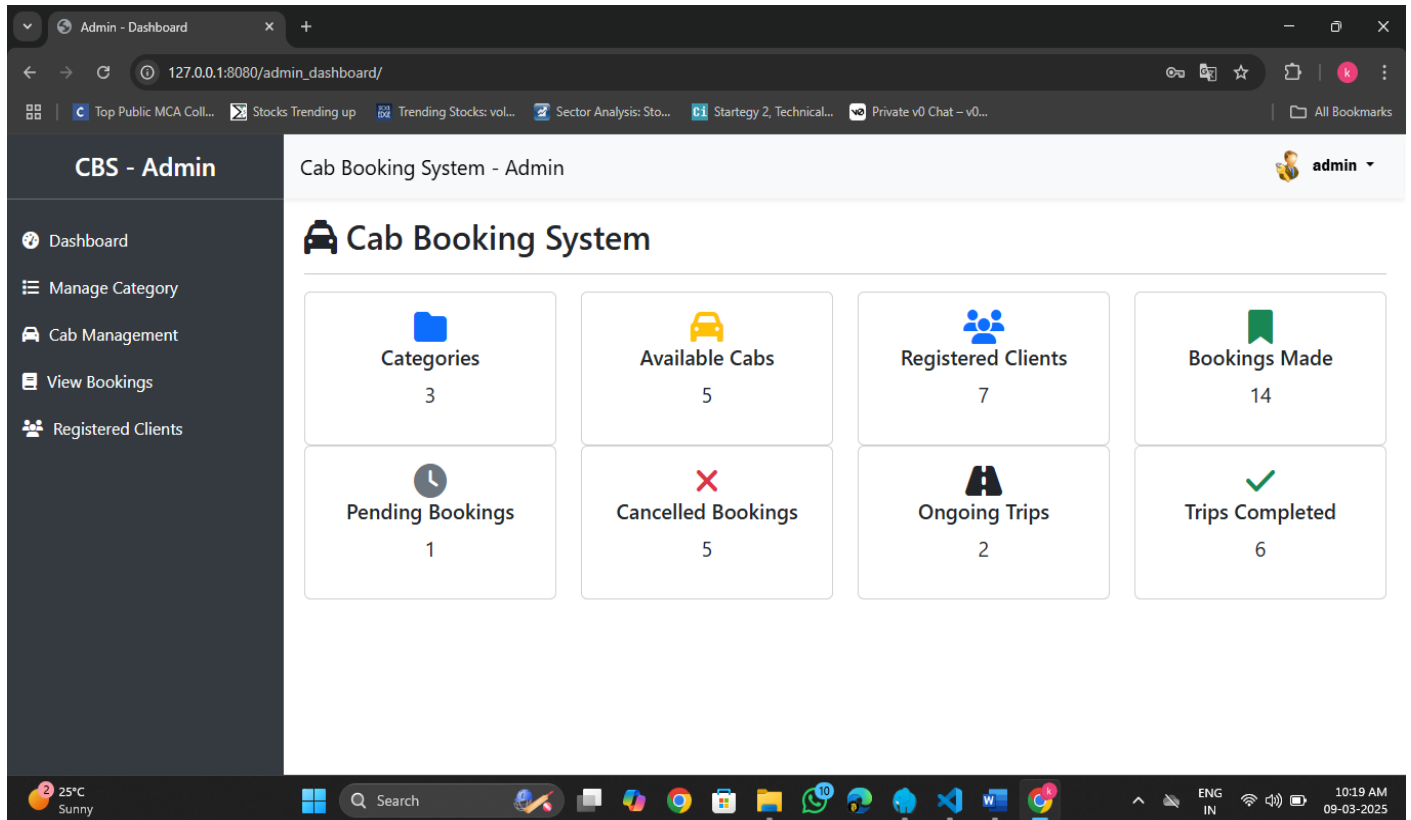 Admin - Dashboard
127.0.0.1:8080/admin_dashboard/
k
Top Public MCA Coll...
Stocks Trending up
Trending Stocks: vol...
Sector Analysis: Sto...
Ci
Startegy 2, Technical...
Private v0 Chat – v0...
All Bookmarks
CBS - Admin
Cab Booking System - Admin
admin
Dashboard
Manage Category
Cab Management
View Bookings
Registered Clients
Cab Booking System
Categories
3
Available Cabs
5
Registered Clients
7
Bookings Made
14
Pending Bookings
1
Cancelled Bookings
5
Ongoing Trips
2
Trips Completed
6
2
25°C
Sunny
Search
10
ENG
IN
10:19 AM
09-03-2025